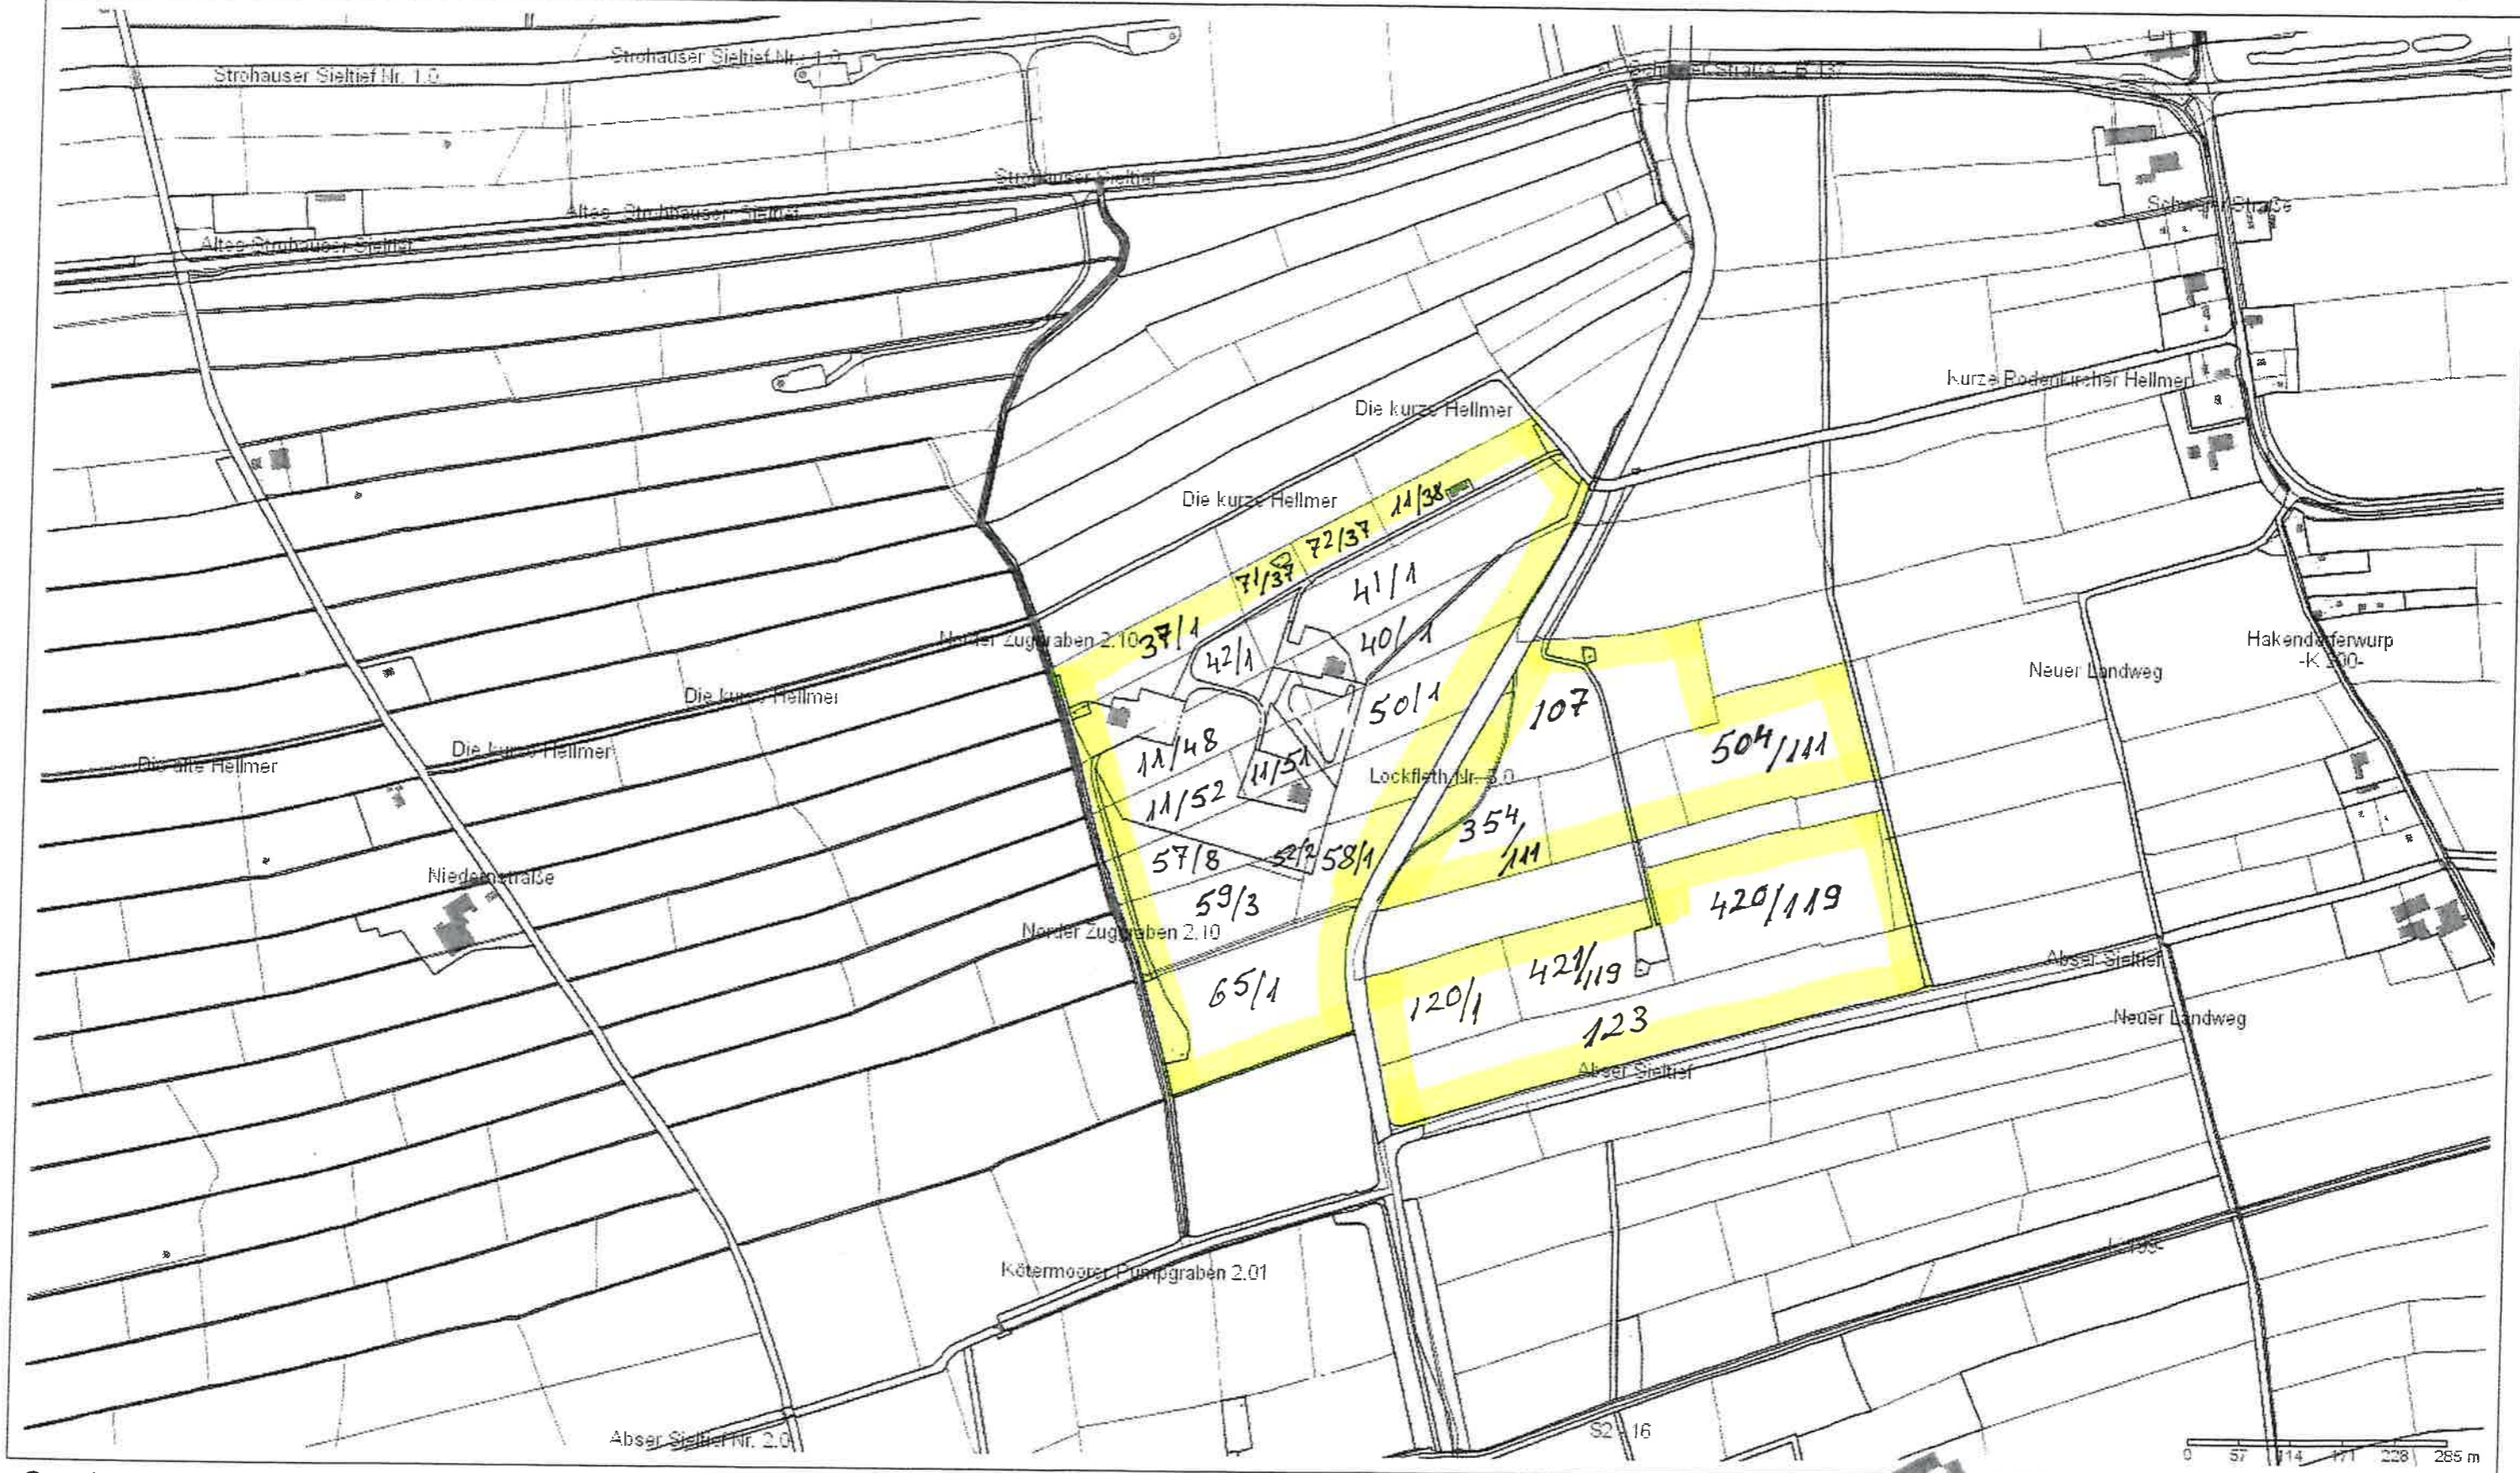 Strohauser Sieltief Nr. 1.0
Strohauser Sieltief Nr.: 1.0
Schweier Straße - B 437
Strohauser Sieltief
Altes Strohauser Sieltief
Altes Strohauser Sieltief
Schweier Straße
Kurze Rodenkircher Hellmer
Die kurze Hellmer
Die kurze Hellmer
11/38
72/37
71/37
41/1
37/1
Norder Zuggraben 2.10
42/1
40/1
Hakendorferwurp
-K 200-
Neuer Landweg
Die kurze Hellmer
50/1
107
504/111
Die kurze Hellmer
Die alte Hellmer
11/48
11/51
Lockfleth Nr. 3.0
11/52
354/
111
57/8
52/2
58/1
Niedernstraße
59/3
420/119
Norder Zuggraben 2.10
65/1
421/119
120/1
123
Abser Sieltief
Neuer Landweg
Abser Sieltief
Kötermoorer Pumpgraben 2.01
Abser Sieltief Nr. 2.0
0 57 114 171 228 285 m